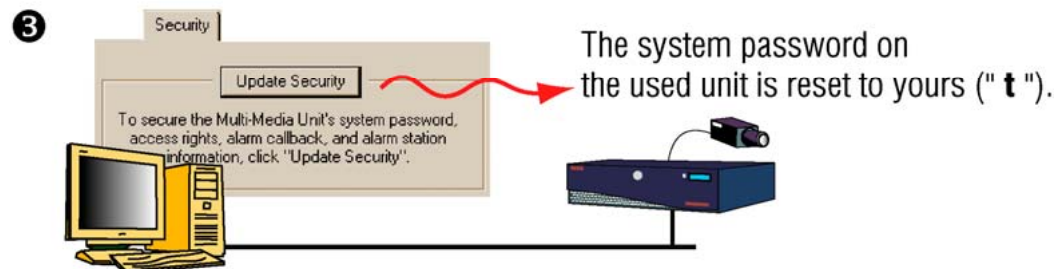 ❸
Security
Update Security
To secure the Multi-Media Unit's system password,
access rights, alarm callback, and alarm station
information, click "Update Security".
The system password on
the used unit is reset to yours (" t ").